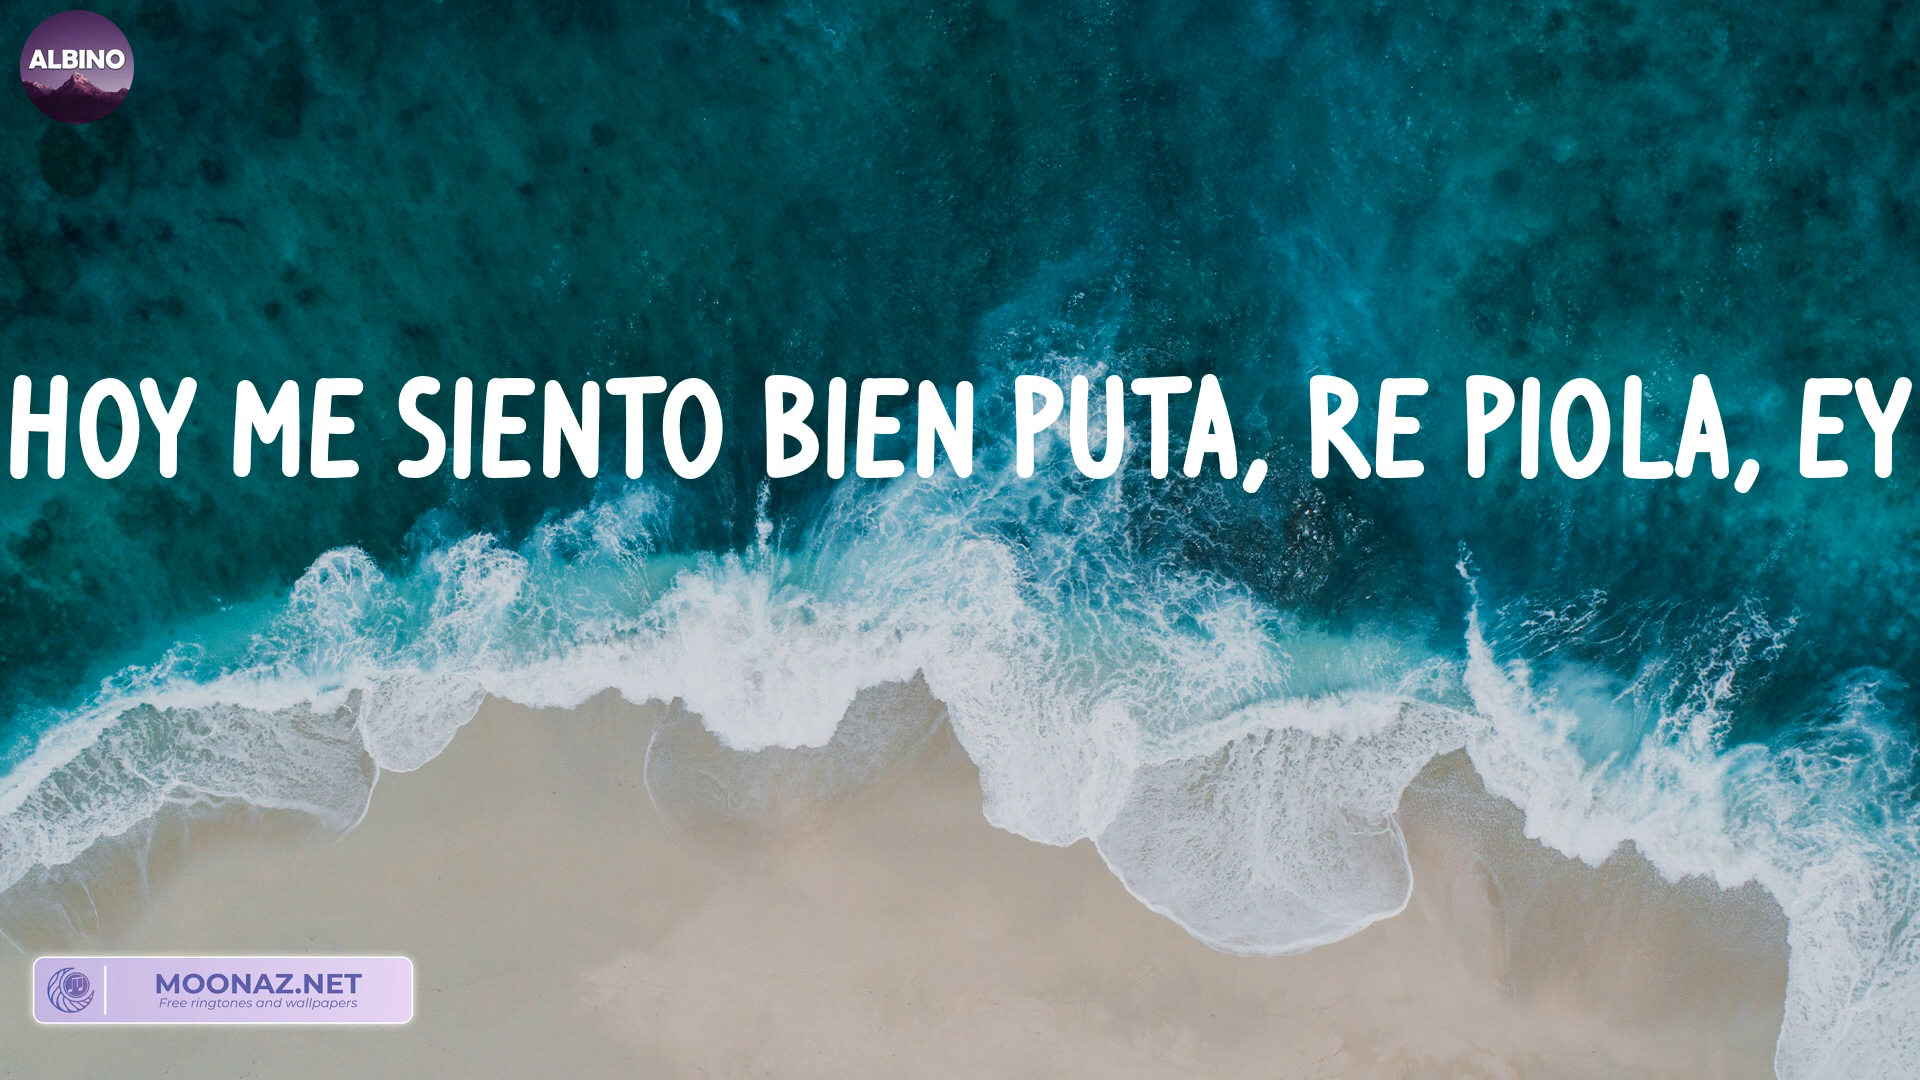 ALBINO
HOY ME SIENTO BIEN PUTA, RE PIOLA, EY
MOONAZ.NET
Free ringtones and wallpapers